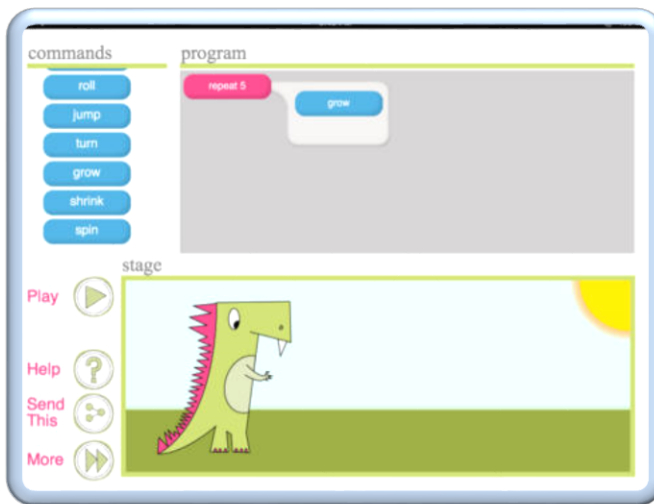 commands
program
roll
jump
turn
grow
shrink
spin
repeat 5
grow
stage
Play
Help
Send
This
More